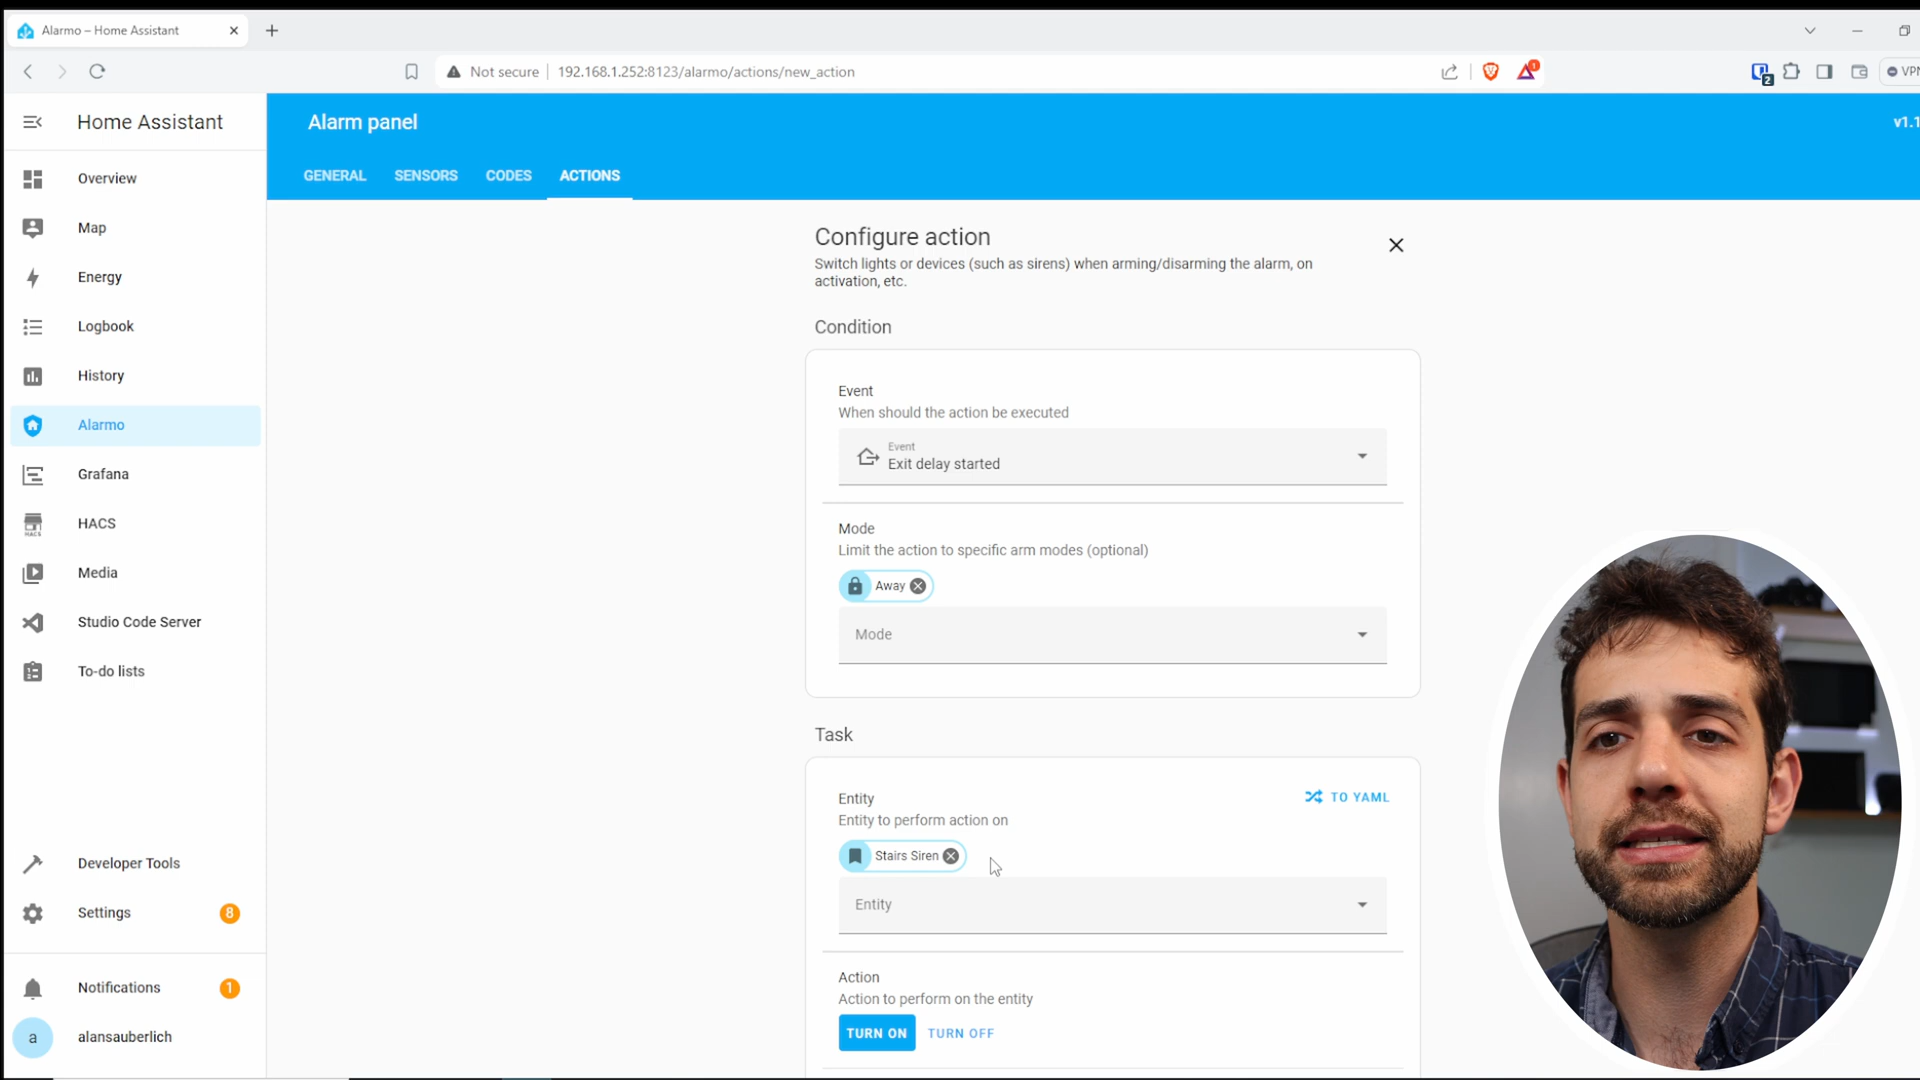 Alarmo – Home Assistant
Not secure
192.168.1.252:8123/alarmo/actions/new_action
1
2
VPN
Home Assistant
Alarm panel
v1.1
GENERAL
SENSORS
CODES
ACTIONS
Overview
Map
Energy
Logbook
History
Alarmo
Grafana
HACS
HACS
Media
Studio Code Server
To-do lists
Developer Tools
Settings
8
Notifications
1
a
alansauberlich
Configure action
Switch lights or devices (such as sirens) when arming/disarming the alarm, on
activation, etc.
Condition
Event
When should the action be executed
Event
Exit delay started
Mode
Limit the action to specific arm modes (optional)
Away
Mode
Task
Entity
TO YAML
Entity to perform action on
Stairs Siren
Entity
Action
Action to perform on the entity
TURN ON
TURN OFF